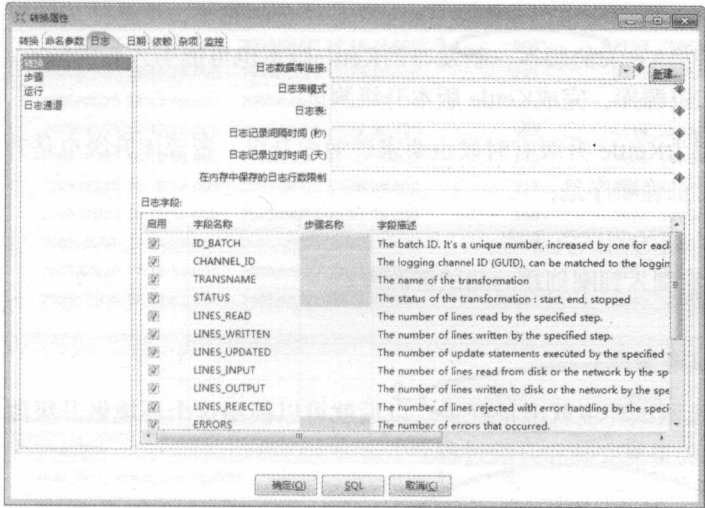 转换属性
转换 命名参数 日志 日期 依赖 杂项 监控
转换
步骤
运行
日志通道
日志数据库连接:
新建...
日志表模式
日志表:
日志记录间隔时间 (秒)
日志记录过时时间 (天)
在内存中保存的日志行数限制
日志字段:
启用 字段名称 步骤名称 字段描述
ID_BATCH The batch ID. It's a unique number, increased by one for each
CHANNEL_ID The logging channel ID (GUID), can be matched to the loggin
TRANSNAME The name of the transformation
STATUS The status of the transformation : start, end, stopped
LINES_READ The number of lines read by the specified step.
LINES_WRITTEN The number of lines written by the specified step.
LINES_UPDATED The number of update statements executed by the specified
LINES_INPUT The number of lines read from disk or the network by the sp
LINES_OUTPUT The number of lines written to disk or the network by the spe
LINES_REJECTED The number of lines rejected with error handling by the speci
ERRORS The number of errors that occurred.
确定(O) SQL 取消(C)